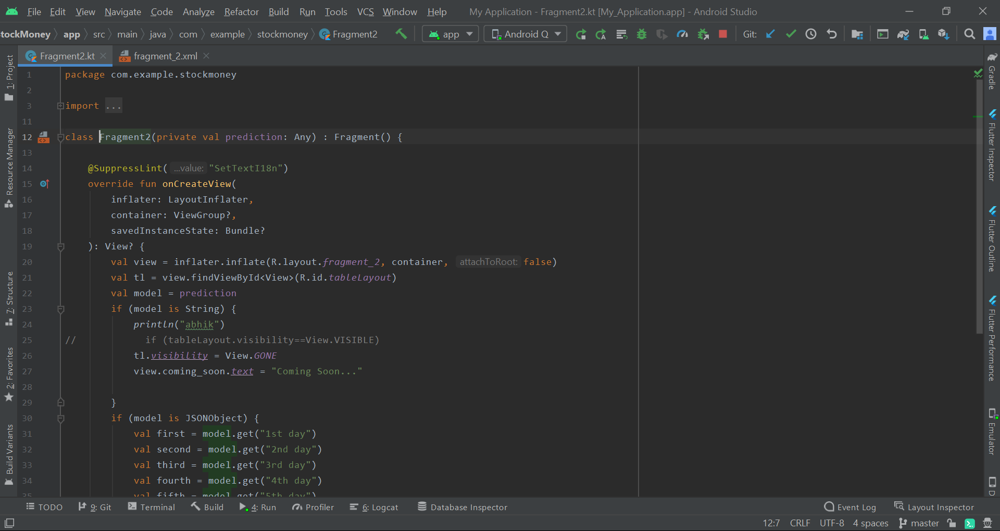 File Edit View Navigate Code Analyze Refactor Build Run Tools VCS Window Help My Application - Fragment2.kt [My_Application.app] - Android Studio
tockMoney app src main java com example stockmoney Fragment2 app Android Q Git:
Fragment2.kt fragment_2.xml
1 package com.example.stockmoney
2
3 import ...
11
12 class Fragment2(private val prediction: Any) : Fragment() {
13
14 @SuppressLint( ...value: "SetTextI18n")
15 override fun onCreateView(
16 inflater: LayoutInflater,
17 container: ViewGroup?,
18 savedInstanceState: Bundle?
19 ): View? {
20 val view = inflater.inflate(R.layout.fragment_2, container, attachToRoot: false)
21 val tl = view.findViewById<View>(R.id.tableLayout)
22 val model = prediction
23 if (model is String) {
24 println("abhik")
25 // if (tableLayout.visibility==View.VISIBLE)
26 tl.visibility = View.GONE
27 view.coming_soon.text = "Coming Soon..."
28
29 }
30 if (model is JSONObject) {
31 val first = model.get("1st day")
32 val second = model.get("2nd day")
33 val third = model.get("3rd day")
34 val fourth = model.get("4th day")
35 val fifth = model.get("5th day")
1: Project
Resource Manager
7: Structure
2: Favorites
Build Variants
Gradle
Flutter Inspector
Flutter Outline
Flutter Performance
Emulator
D
TODO 9: Git Terminal Build 4: Run Profiler 6: Logcat Database Inspector Event Log Layout Inspector
12:7 CRLF UTF-8 4 spaces master